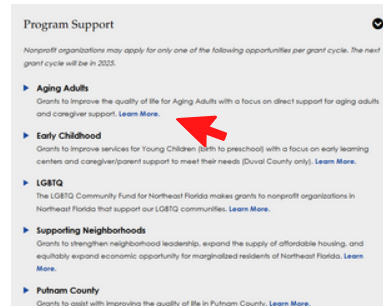 Program Support
Nonprofit organizations may apply for only one of the following opportunities per grant cycle. The next
grant cycle will be in 2025.
Aging Adults
Grants to improve the quality of life for Aging Adults with a focus on direct support for aging adults
and caregiver support. Learn More.
Early Childhood
Grants to improve services for Young Children (birth to preschool) with a focus on early learning
centers and caregiver/parent support to meet their needs (Duval County only). Learn More.
LGBTQ
The LGBTQ Community Fund for Northeast Florida makes grants to nonprofit organizations in
Northeast Florida that support our LGBTQ communities. Learn More.
Supporting Neighborhoods
Grants to strengthen neighborhood leadership, expand the supply of affordable housing, and
equitably expand economic opportunity for marginalized residents of Northeast Florida. Learn
More.
Putnam County
Grants to assist with improving the quality of life in Putnam County. Learn More.